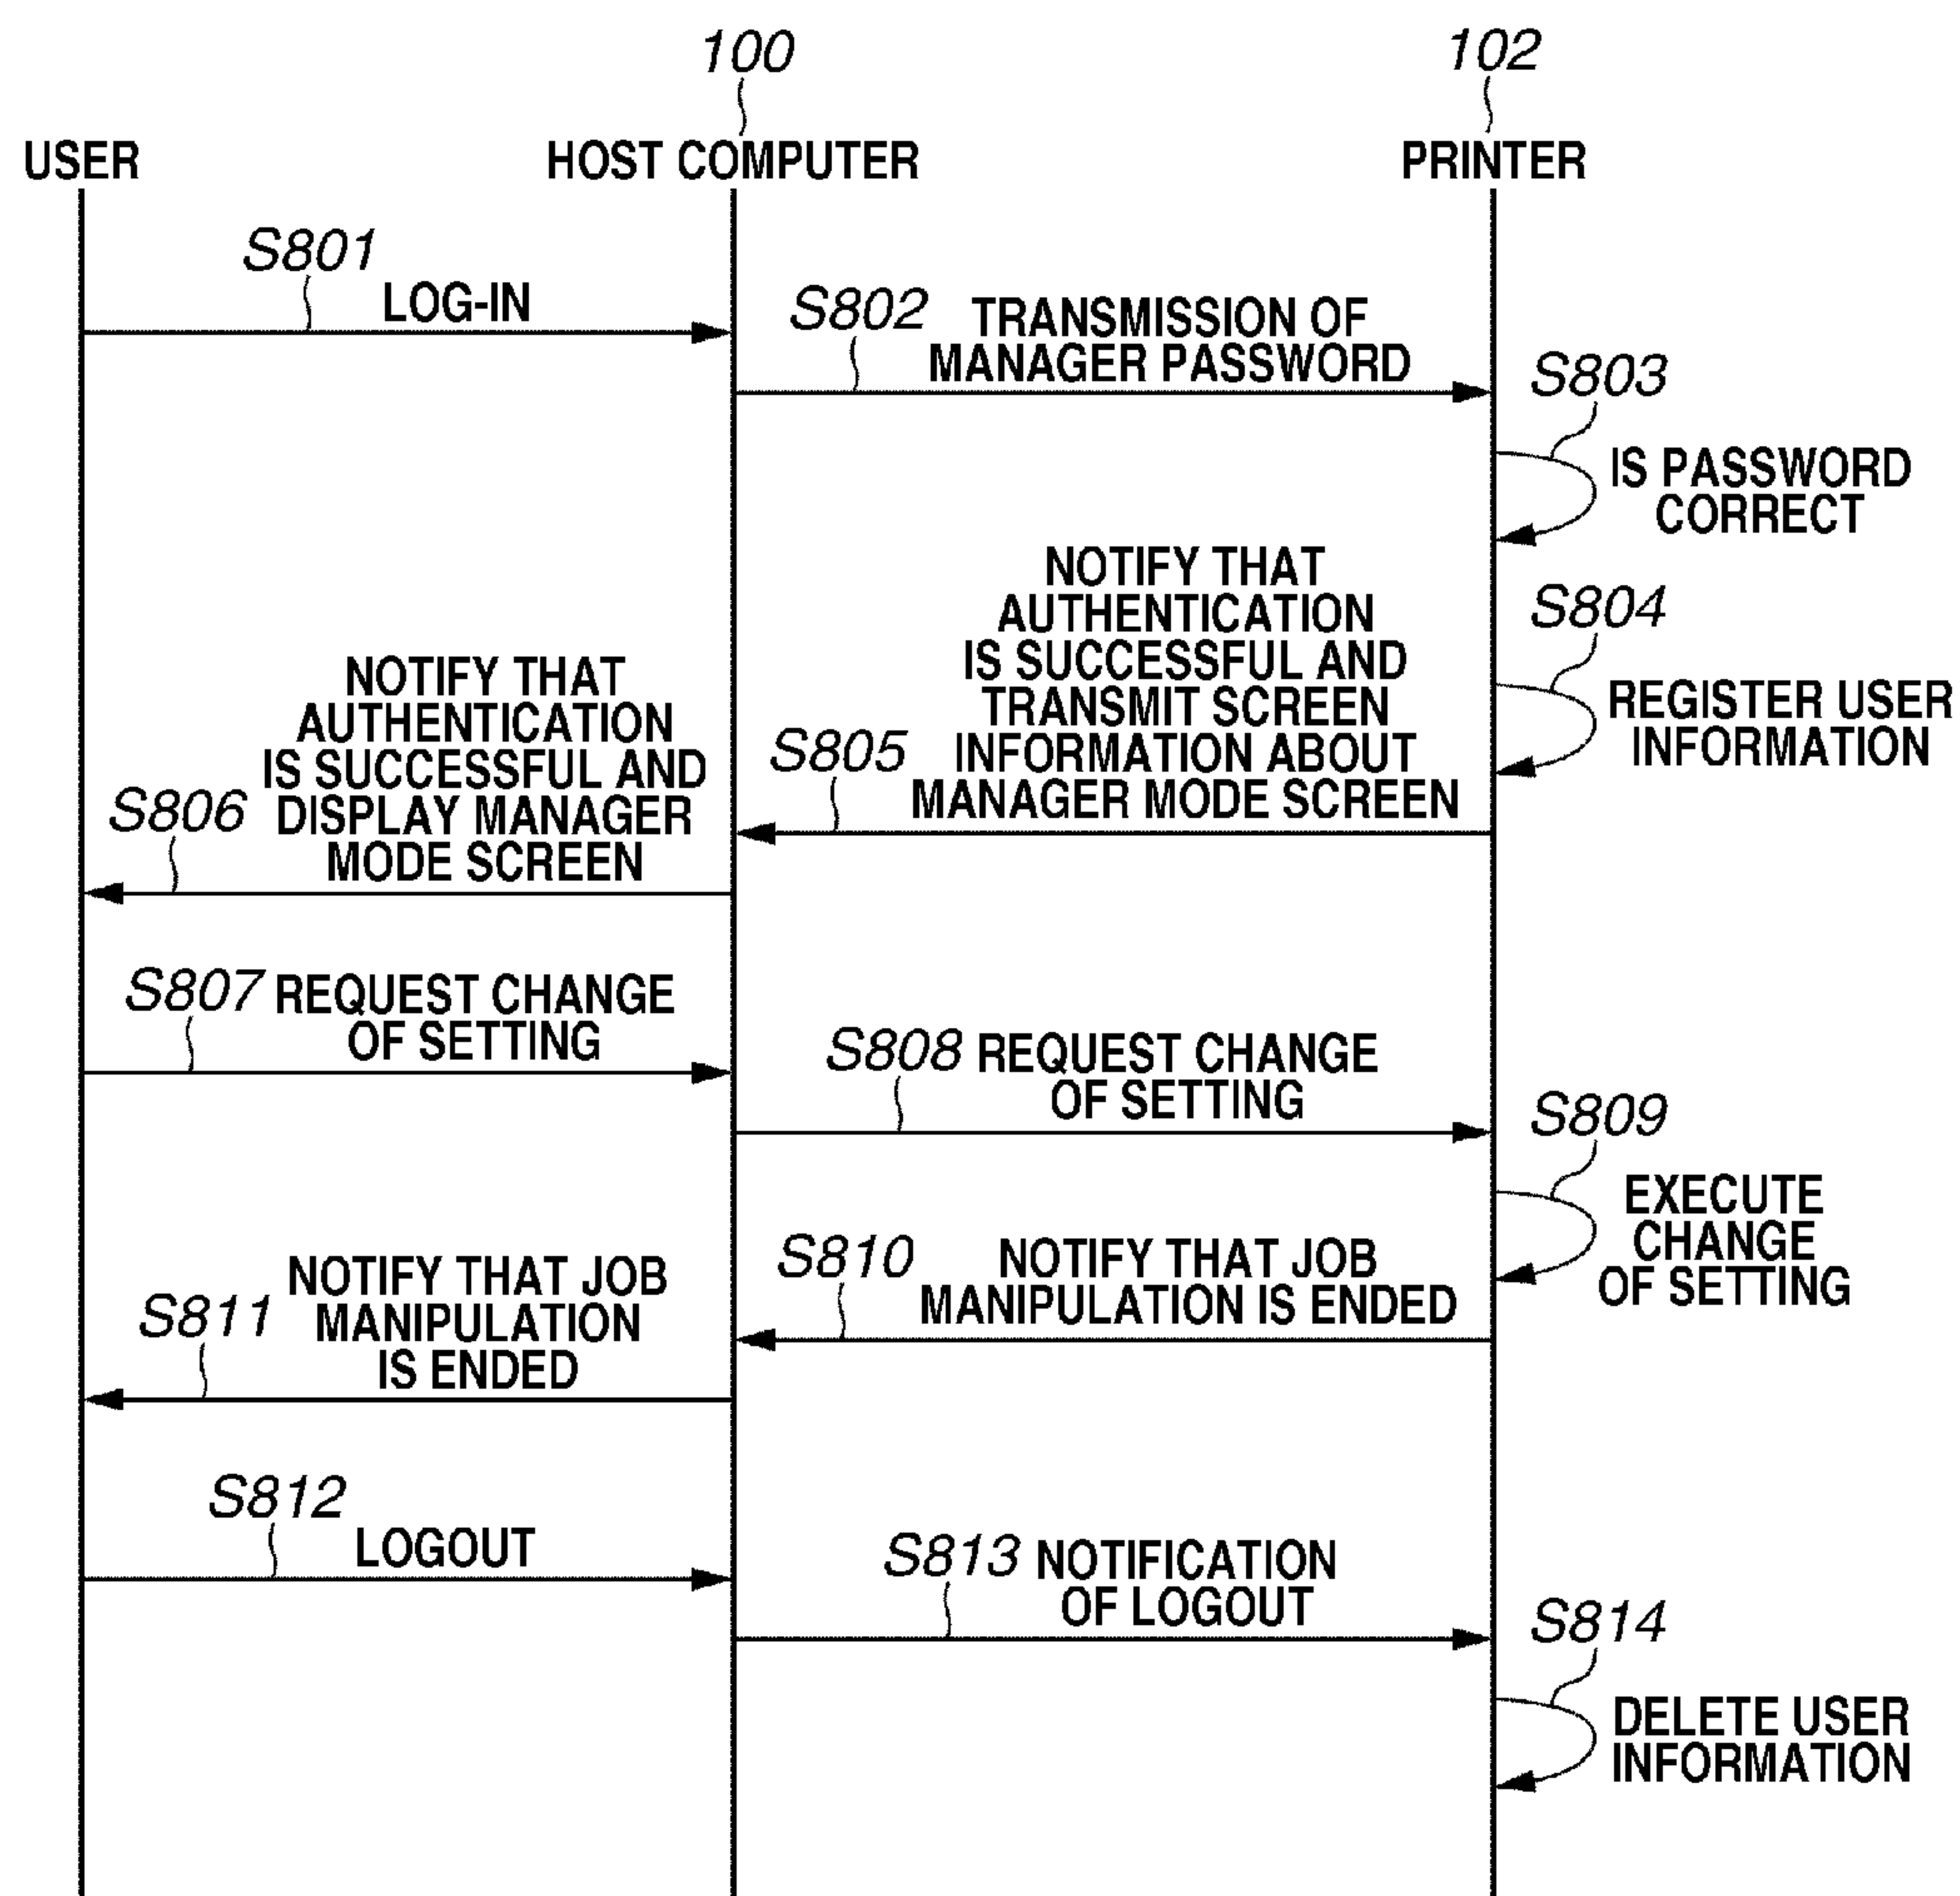 100
102
USER
HOST COMPUTER
PRINTER
S801
LOG-IN
S802
TRANSMISSION OF
MANAGER PASSWORD
S803
IS PASSWORD
CORRECT
S804
REGISTER USER
INFORMATION
S805
NOTIFY THAT
AUTHENTICATION
IS SUCCESSFUL AND
TRANSMIT SCREEN
INFORMATION ABOUT
MANAGER MODE SCREEN
S806
NOTIFY THAT
AUTHENTICATION
IS SUCCESSFUL AND
DISPLAY MANAGER
MODE SCREEN
S807
REQUEST CHANGE
OF SETTING
S808
REQUEST CHANGE
OF SETTING
S809
EXECUTE
CHANGE
OF SETTING
S810
NOTIFY THAT JOB
MANIPULATION IS ENDED
S811
NOTIFY THAT JOB
MANIPULATION
IS ENDED
S812
LOGOUT
S813
NOTIFICATION
OF LOGOUT
S814
DELETE USER
INFORMATION